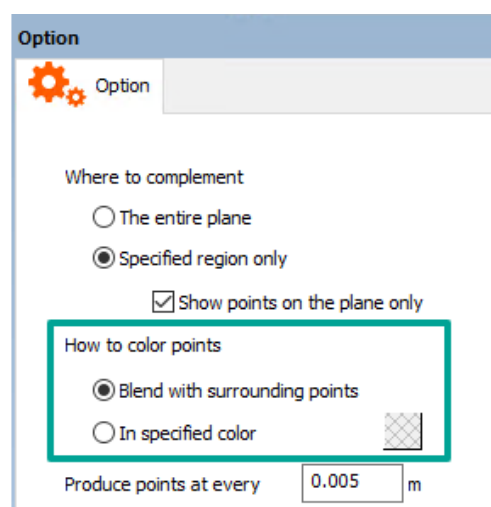 Option
Option
Where to complement
The entire plane
Specified region only
Show points on the plane only
How to color points
Blend with surrounding points
In specified color
Produce points at every 0.005 m